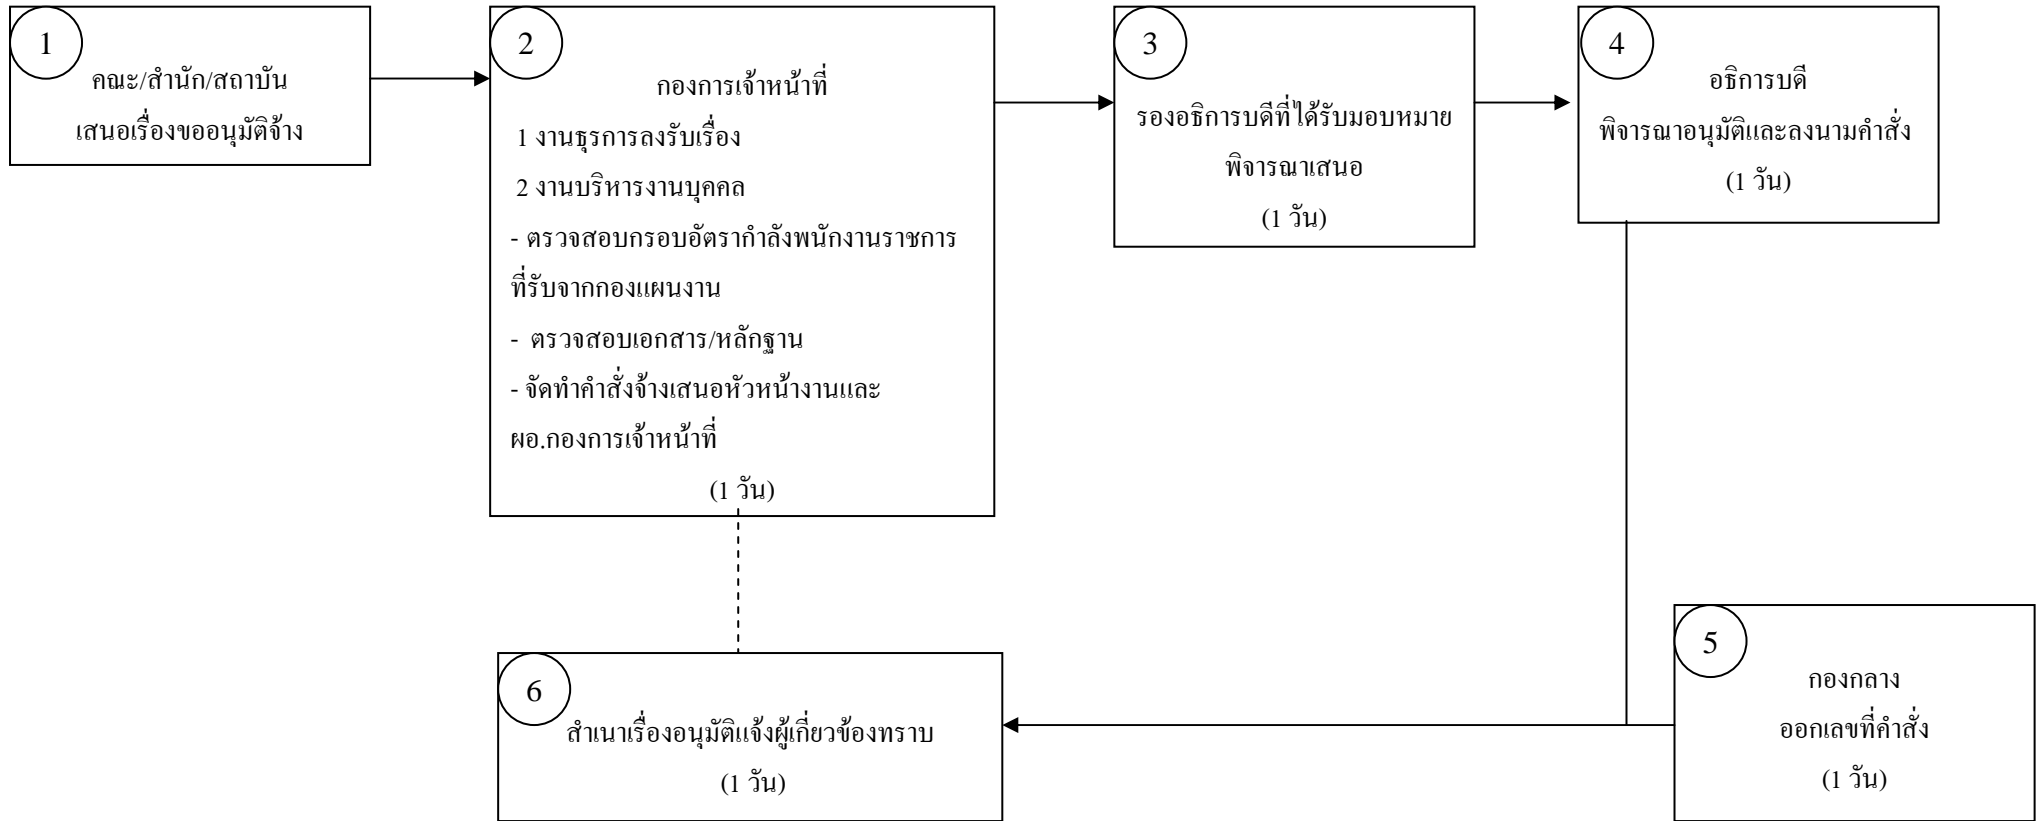 1
คณะ/สำนัก/สถาบัน
เสนอเรื่องขออนุมัติจ้าง
2
กองการเจ้าหน้าที่
1 งานธุรการลงรับเรื่อง
2 งานบริหารงานบุคคล
- ตรวจสอบกรอบอัตรากำลังพนักงานราชการ
ที่รับจากกองแผนงาน
- ตรวจสอบเอกสาร/หลักฐาน
- จัดทำคำสั่งจ้างเสนอหัวหน้างานและ
ผอ.กองการเจ้าหน้าที่
(1 วัน)
3
รองอธิการบดีที่ได้รับมอบหมาย
พิจารณาเสนอ
(1 วัน)
4
อธิการบดี
พิจารณาอนุมัติและลงนามคำสั่ง
(1 วัน)
5
กองกลาง
ออกเลขที่คำสั่ง
(1 วัน)
6
สำเนาเรื่องอนุมัติแจ้งผู้เกี่ยวข้องทราบ
(1 วัน)